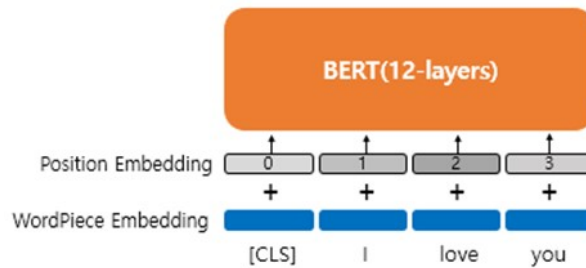 BERT(12-layers)
Position Embedding 0 1 2 3
+ + + +
WordPiece Embedding
[CLS] I love you